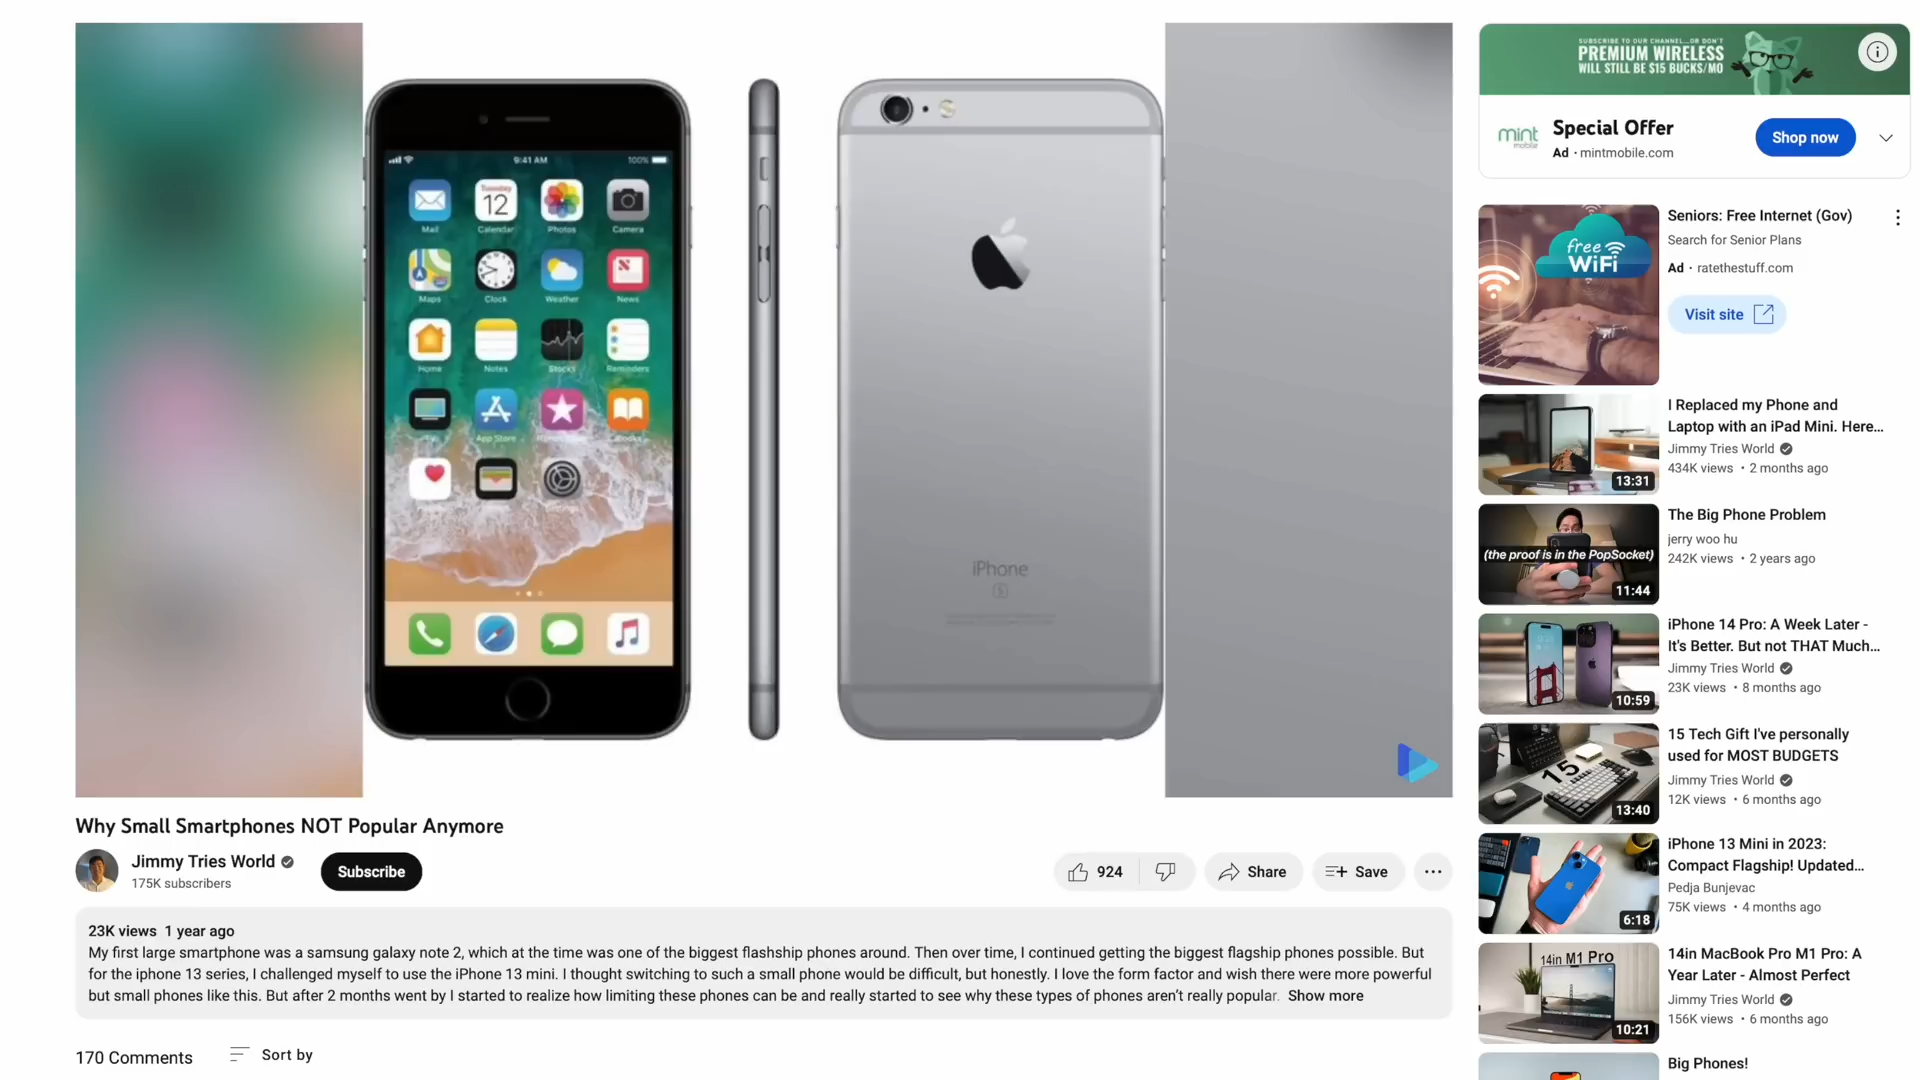 9:41 AM
100%
Tuesday
12
Mail
Calendar
Photos
Camera
Maps
Clock
Weather
News
Home
Notes
Stocks
Reminders
App Store
iPhone
S
Why Small Smartphones NOT Popular Anymore
Jimmy Tries World
175K subscribers
Subscribe
924
Share
Save
23K views 1 year ago
My first large smartphone was a samsung galaxy note 2, which at the time was one of the biggest flashship phones around. Then over time, I continued getting the biggest flagship phones possible. But
for the iphone 13 series, I challenged myself to use the iPhone 13 mini. I thought switching to such a small phone would be difficult, but honestly. I love the form factor and wish there were more powerful
but small phones like this. But after 2 months went by I started to realize how limiting these phones can be and really started to see why these types of phones aren't really popular. Show more
170 Comments
Sort by
SUBSCRIBE TO OUR CHANNEL...OR DON'T
PREMIUM WIRELESS
WILL STILL BE $15 BUCKS/MO
mint
mobile
Special Offer
Ad · mintmobile.com
Shop now
free
WiFi
Seniors: Free Internet (Gov)
Search for Senior Plans
Ad · ratethestuff.com
Visit site
13:31
I Replaced my Phone and
Laptop with an iPad Mini. Here...
Jimmy Tries World
434K views • 2 months ago
(the proof is in the PopSocket)
11:44
The Big Phone Problem
jerry woo hu
242K views • 2 years ago
10:59
iPhone 14 Pro: A Week Later -
It's Better. But not THAT Much...
Jimmy Tries World
23K views • 8 months ago
15
13:40
15 Tech Gift I've personally
used for MOST BUDGETS
Jimmy Tries World
12K views • 6 months ago
6:18
iPhone 13 Mini in 2023:
Compact Flagship! Updated...
Pedja Bunjevac
75K views • 4 months ago
14in M1 Pro
10:21
14in MacBook Pro M1 Pro: A
Year Later - Almost Perfect
Jimmy Tries World
156K views • 6 months ago
Big Phones!